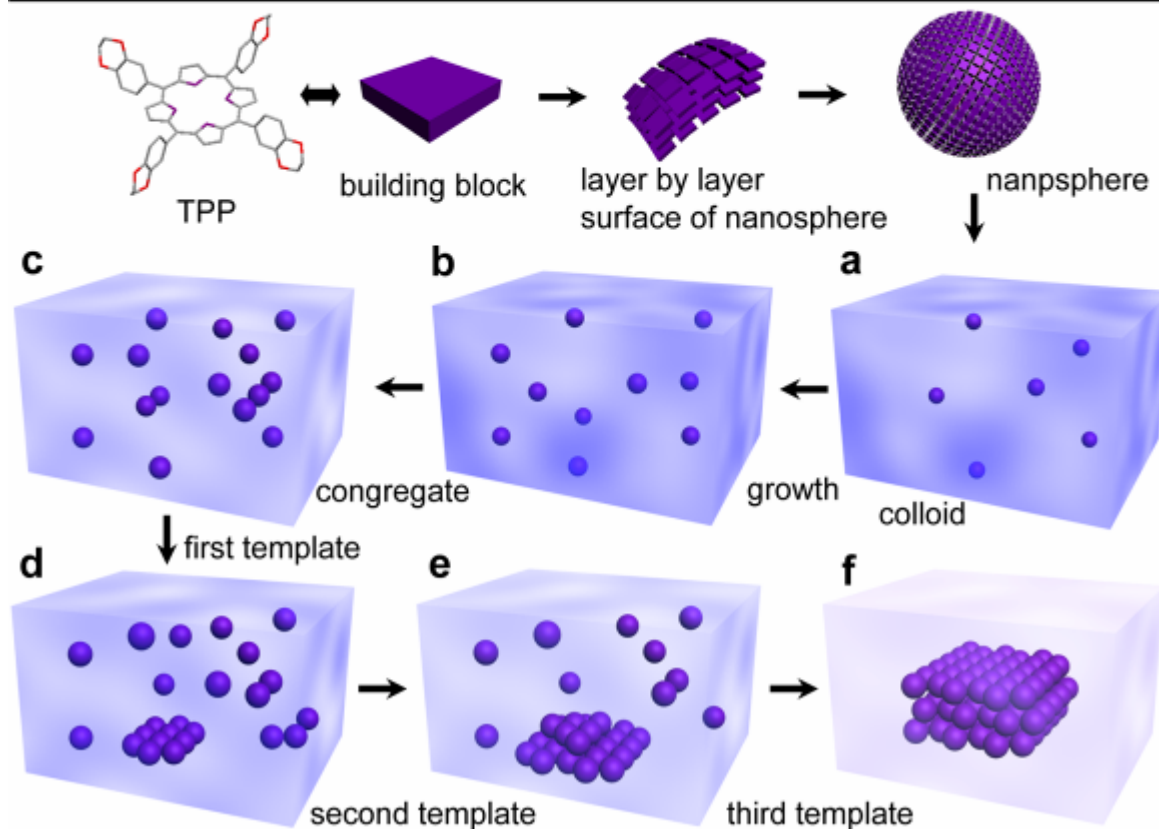 TPP
building block
layer by layer
surface of nanosphere
nanpsphere
c
b
a
congregate
growth
colloid
first template
d
e
f
second template
third template